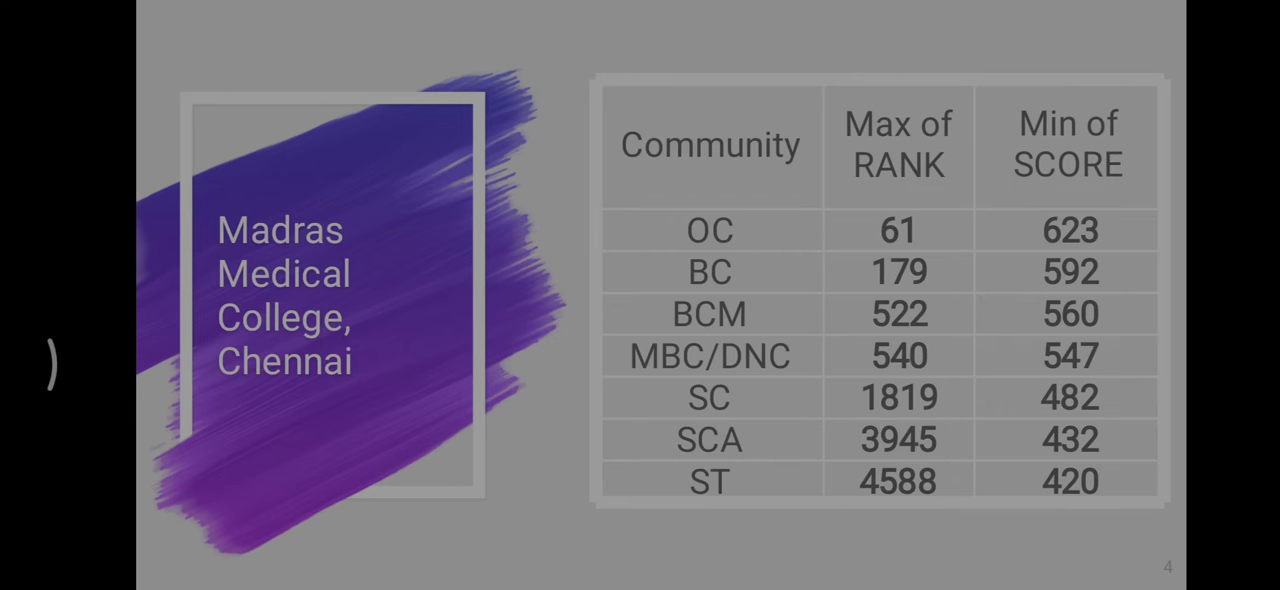 Madras
Medical
College,
Chennai
Community Max of RANK Min of SCORE
OC 61 623
BC 179 592
BCM 522 560
MBC/DNC 540 547
SC 1819 482
SCA 3945 432
ST 4588 420
4